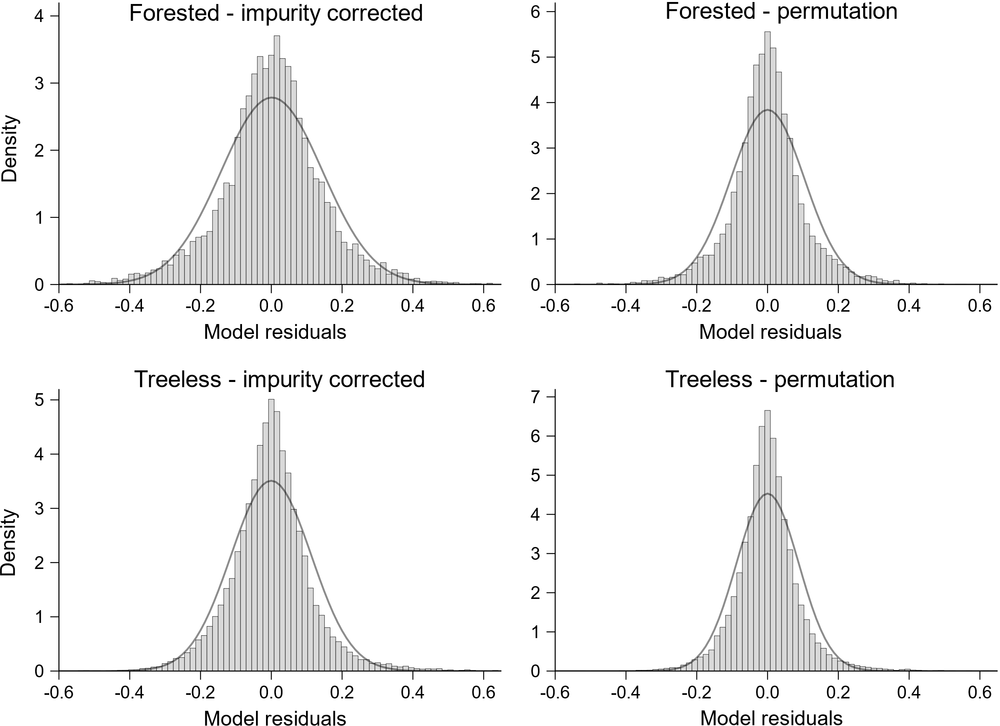 Forested - impurity corrected
4
3
2
1
0
Density
-0.6 -0.4 -0.2 0.0 0.2 0.4 0.6
Model residuals
Forested - permutation
6
5
4
3
2
1
0
-0.6 -0.4 -0.2 0.0 0.2 0.4 0.6
Model residuals
Treeless - impurity corrected
5
4
3
2
1
0
Density
-0.6 -0.4 -0.2 0.0 0.2 0.4 0.6
Model residuals
Treeless - permutation
7
6
5
4
3
2
1
0
-0.6 -0.4 -0.2 0.0 0.2 0.4 0.6
Model residuals